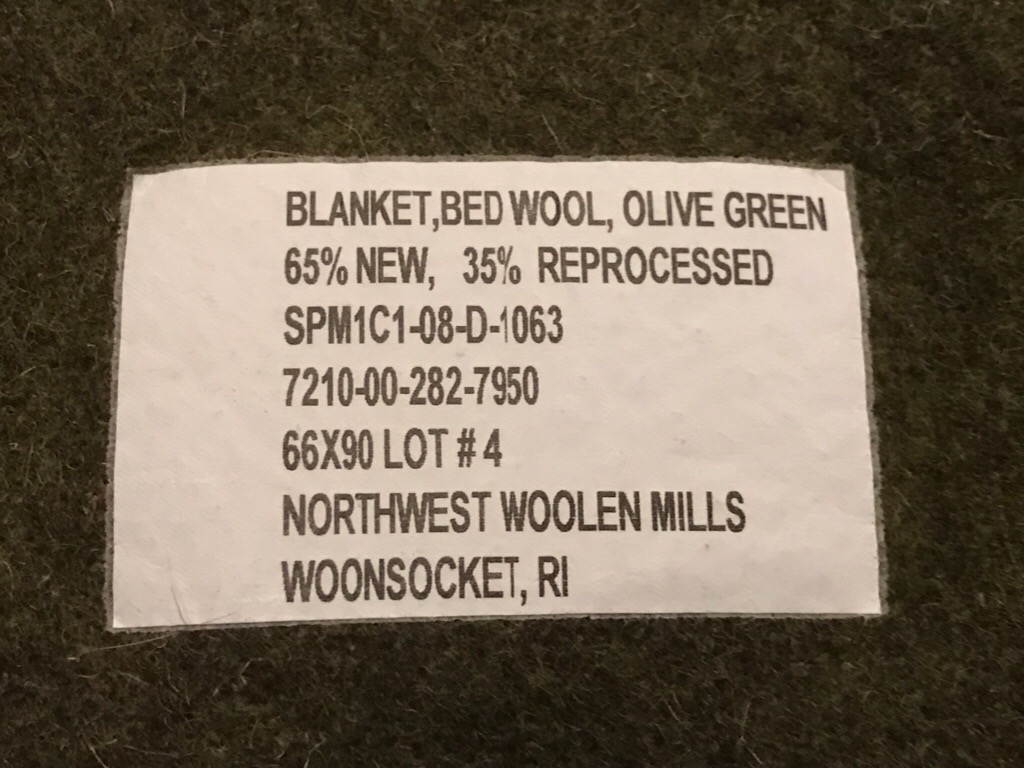 BLANKET,BED WOOL, OLIVE GREEN
65% NEW, 35% REPROCESSED
SPM1C1-08-D-1063
7210-00-282-7950
66X90 LOT # 4
NORTHWEST WOOLEN MILLS
WOONSOCKET, RI